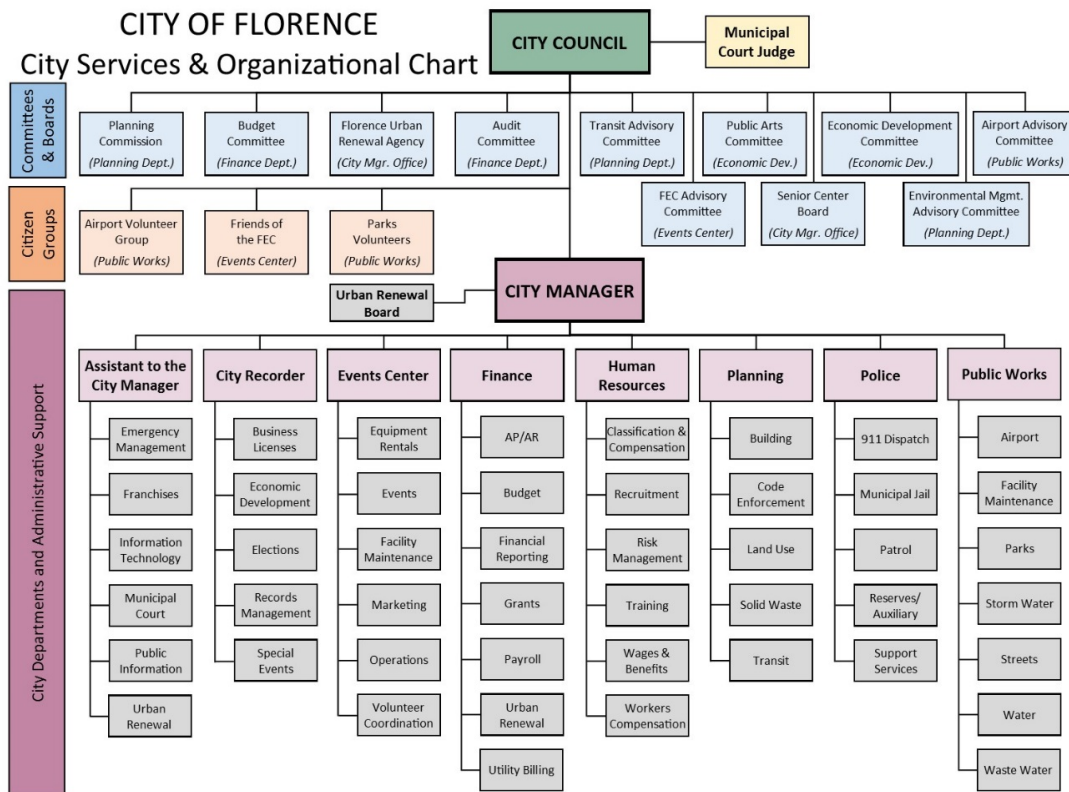 CITY OF FLORENCE
City Services & Organizational Chart
CITY COUNCIL
Municipal
Court Judge
Committees
& Boards
Planning
Commission
(Planning Dept.)
Budget
Committee
(Finance Dept.)
Florence Urban
Renewal Agency
(City Mgr. Office)
Audit
Committee
(Finance Dept.)
Transit Advisory
Committee
(Planning Dept.)
Public Arts
Committee
(Economic Dev.)
Economic Development
Committee
(Economic Dev.)
Airport Advisory
Committee
(Public Works)
FEC Advisory
Committee
(Events Center)
Senior Center
Board
(City Mgr. Office)
Environmental Mgmt.
Advisory Committee
(Planning Dept.)
Citizen
Groups
Airport Volunteer
Group
(Public Works)
Friends of
the FEC
(Events Center)
Parks
Volunteers
(Public Works)
CITY MANAGER
Urban Renewal
Board
City Departments and Administrative Support
Assistant to the
City Manager
Emergency
Management
Franchises
Information
Technology
Municipal
Court
Public
Information
Urban
Renewal
City Recorder
Business
Licenses
Economic
Development
Elections
Records
Management
Special
Events
Events Center
Equipment
Rentals
Events
Facility
Maintenance
Marketing
Operations
Volunteer
Coordination
Finance
AP/AR
Budget
Financial
Reporting
Grants
Payroll
Urban
Renewal
Utility Billing
Human
Resources
Classification &
Compensation
Recruitment
Risk
Management
Training
Wages &
Benefits
Workers
Compensation
Planning
Building
Code
Enforcement
Land Use
Solid Waste
Transit
Police
911 Dispatch
Municipal Jail
Patrol
Reserves/
Auxiliary
Support
Services
Public Works
Airport
Facility
Maintenance
Parks
Storm Water
Streets
Water
Waste Water